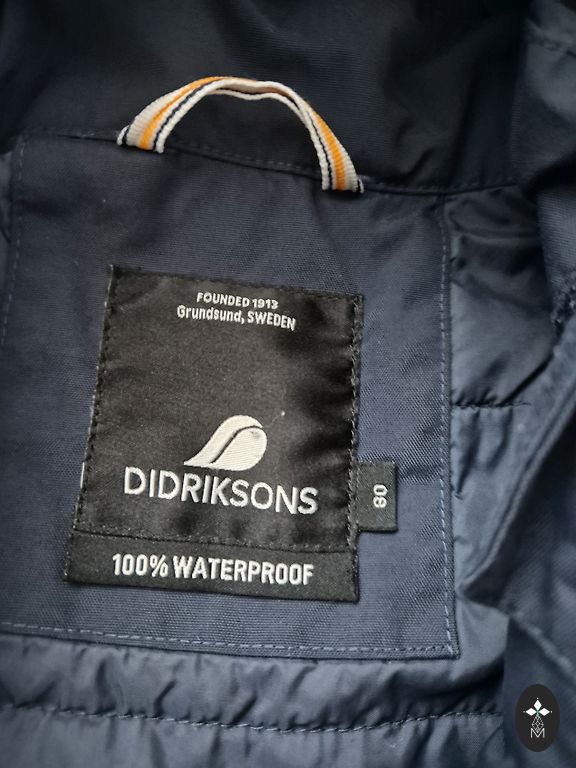 FOUNDED 1913
Grundsund, SWEDEN
DIDRIKSONS
80
100% WATERPROOF
M